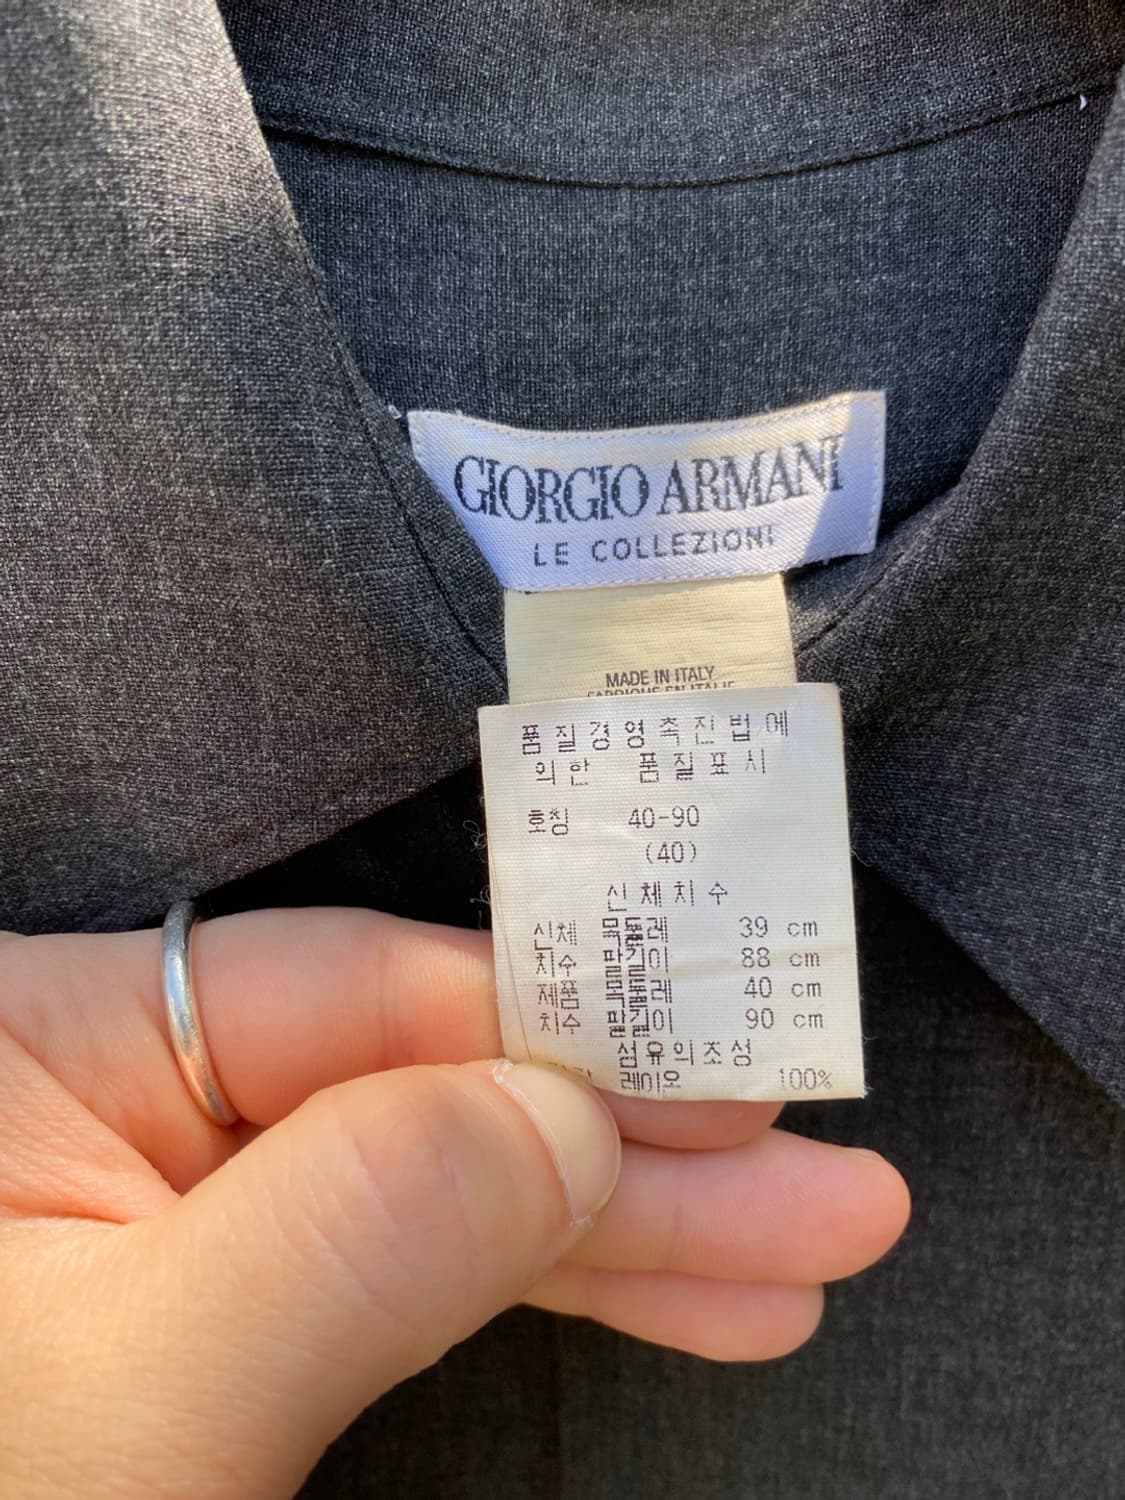 GIORGIO ARMANI
LE COLLEZIONI
MADE IN ITALY
FABRIQUE EN ITALIE
품질경영촉진법에
의한 품질표시
호칭 40-90
(40)
신체치수
신체 목둘레 39 cm
치수 팔길이 88 cm
제품 목둘레 40 cm
치수 팔길이 90 cm
섬유의조성
레이온 100%